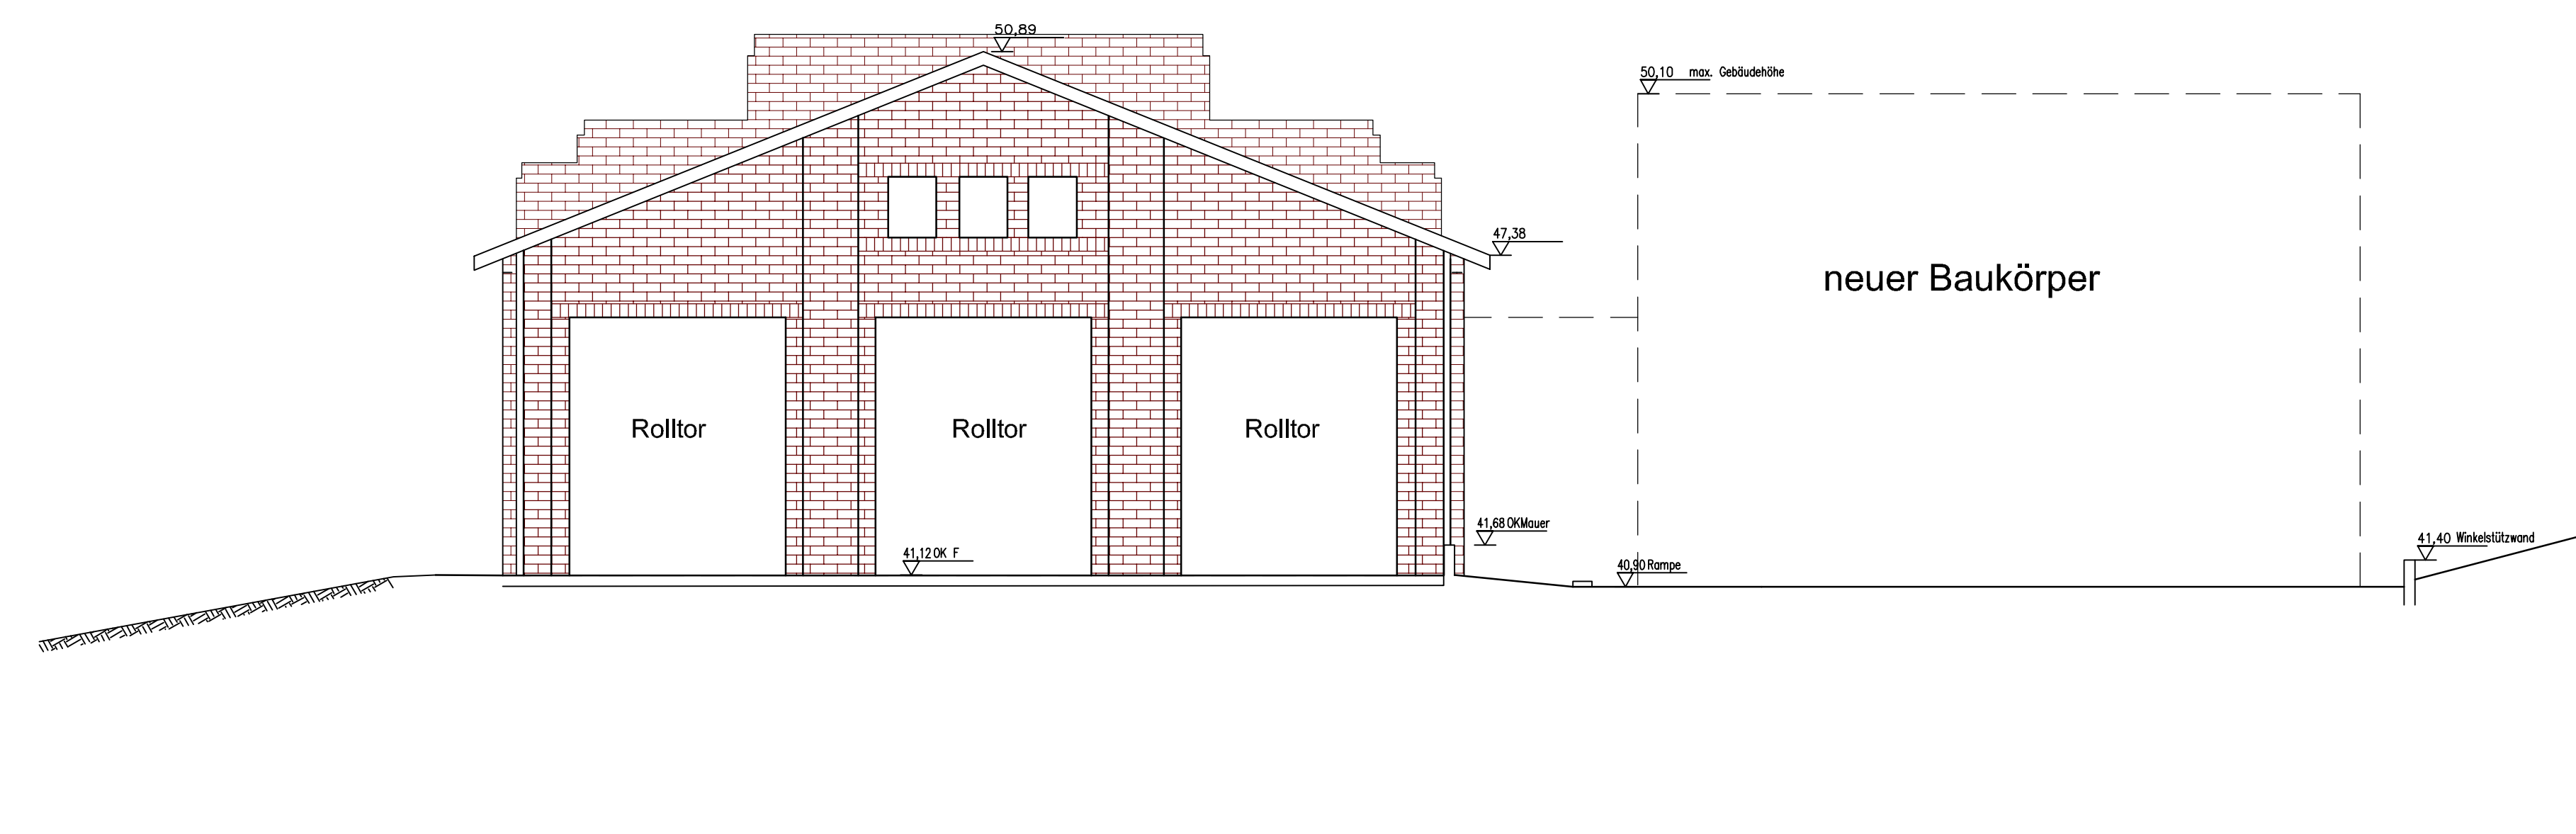 50,89
50,10 max. Gebäudehöhe
47,38
neuer Baukörper
Rolltor
Rolltor
Rolltor
41,68 OKMauer
41,12 OK F
40,90 Rampe
41,40 Winkelstützwand